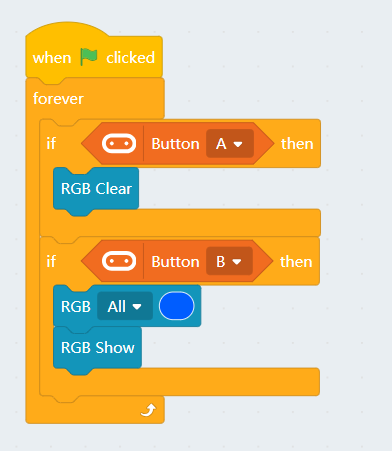 when clicked
forever
if Button A then
RGB Clear
if Button B then
RGB All
RGB Show